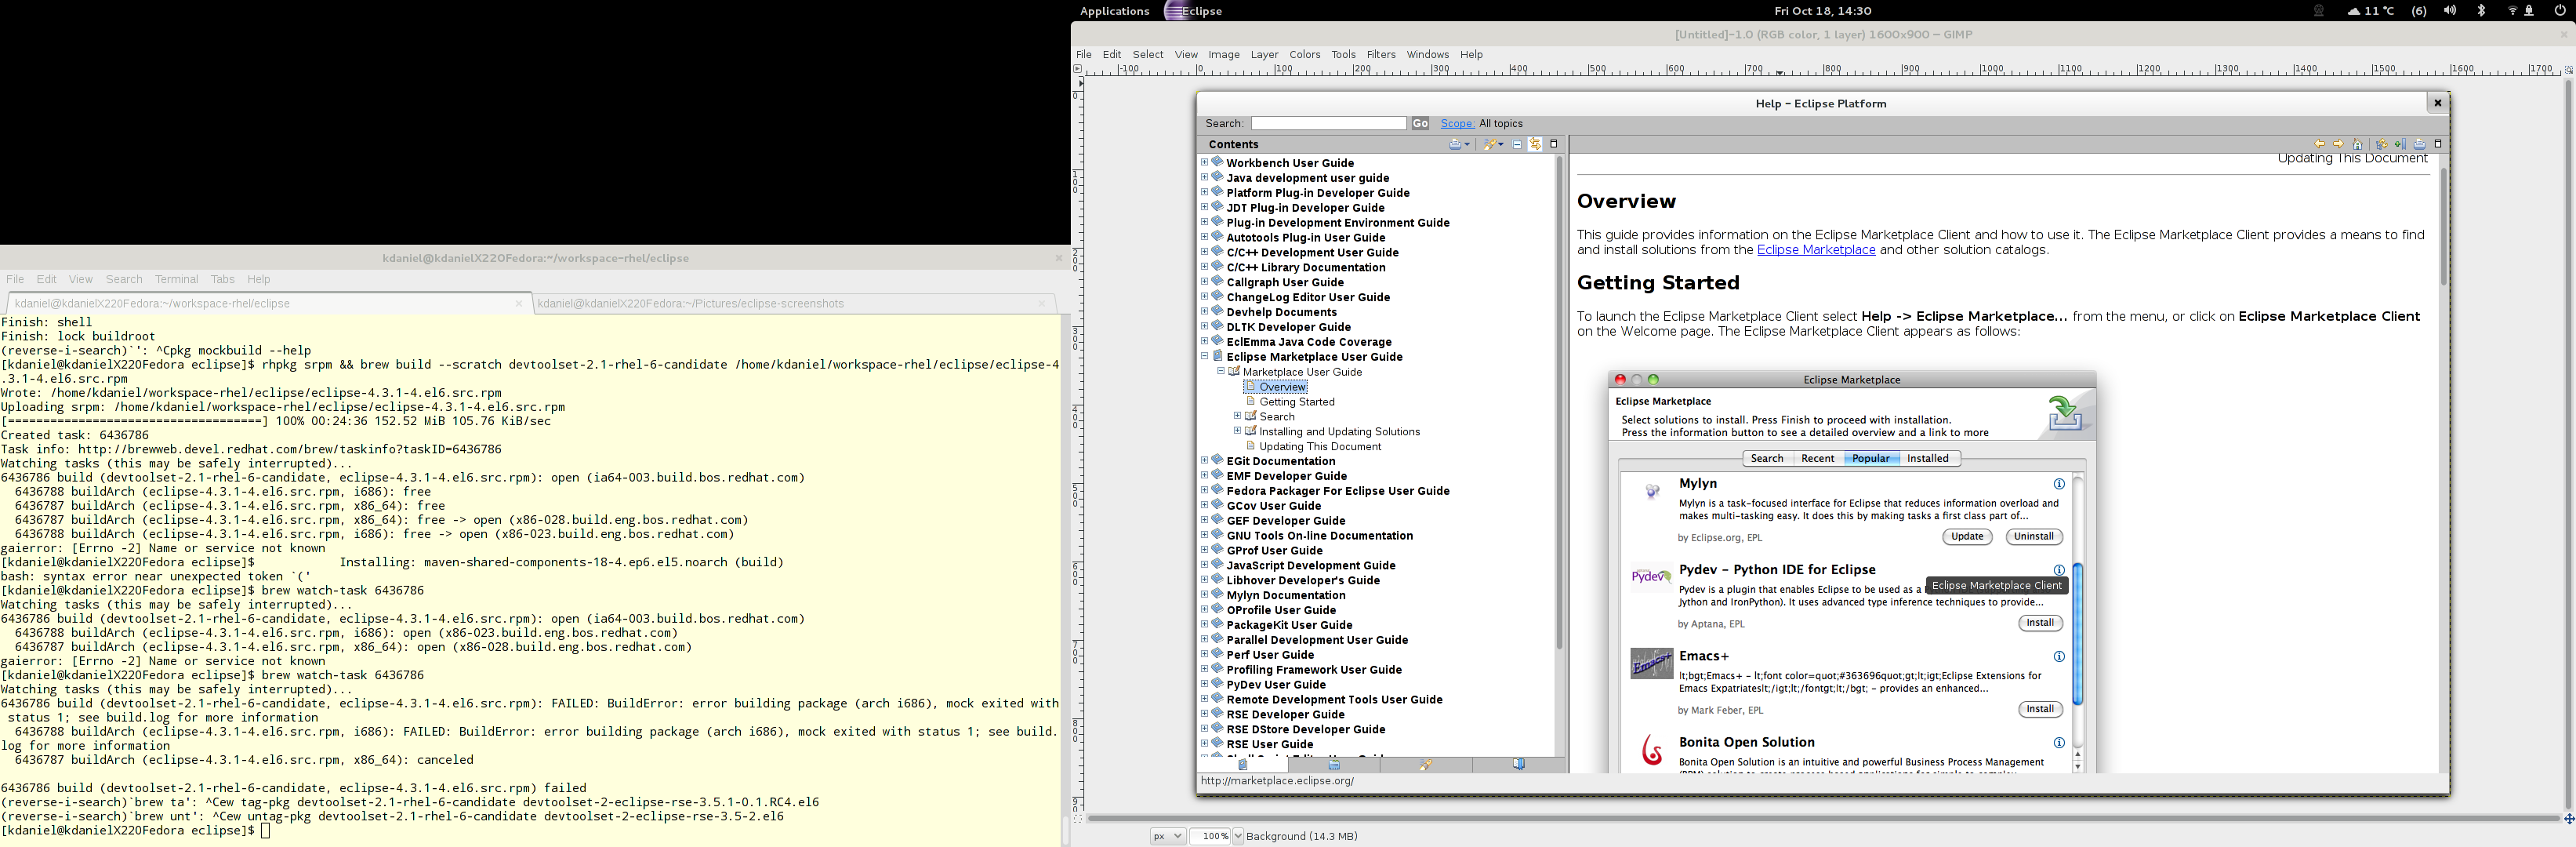 kdaniel@kdanielX220Fedora:~/workspace-rhel/eclipse
File Edit View Search Terminal Tabs Help
kdaniel@kdanielX220Fedora:~/workspace-rhel/eclipse
kdaniel@kdanielX220Fedora:~/Pictures/eclipse-screenshots
Finish: shell
Finish: lock buildroot
(reverse-i-search)`': ^Cpkg mockbuild --help
[kdaniel@kdanielX220Fedora eclipse]$ rhpkg srpm && brew build --scratch devtoolset-2.1-rhel-6-candidate /home/kdaniel/workspace-rhel/eclipse/eclipse-4
.3.1-4.el6.src.rpm
Wrote: /home/kdaniel/workspace-rhel/eclipse/eclipse-4.3.1-4.el6.src.rpm
Uploading srpm: /home/kdaniel/workspace-rhel/eclipse/eclipse-4.3.1-4.el6.src.rpm
[==================================] 100% 00:24:36 152.52 MiB 105.76 KiB/sec
Created task: 6436786
Task info: http://brewweb.devel.redhat.com/brew/taskinfo?taskID=6436786
Watching tasks (this may be safely interrupted)...
6436786 build (devtoolset-2.1-rhel-6-candidate, eclipse-4.3.1-4.el6.src.rpm): open (ia64-003.build.bos.redhat.com)
6436788 buildArch (eclipse-4.3.1-4.el6.src.rpm, i686): free
6436787 buildArch (eclipse-4.3.1-4.el6.src.rpm, x86_64): free
6436787 buildArch (eclipse-4.3.1-4.el6.src.rpm, x86_64): free -> open (x86-028.build.eng.bos.redhat.com)
6436788 buildArch (eclipse-4.3.1-4.el6.src.rpm, i686): free -> open (x86-023.build.eng.bos.redhat.com)
gaierror: [Errno -2] Name or service not known
[kdaniel@kdanielX220Fedora eclipse]$ Installing: maven-shared-components-18-4.ep6.el5.noarch (build)
bash: syntax error near unexpected token `('
[kdaniel@kdanielX220Fedora eclipse]$ brew watch-task 6436786
Watching tasks (this may be safely interrupted)...
6436786 build (devtoolset-2.1-rhel-6-candidate, eclipse-4.3.1-4.el6.src.rpm): open (ia64-003.build.bos.redhat.com)
6436788 buildArch (eclipse-4.3.1-4.el6.src.rpm, i686): open (x86-023.build.eng.bos.redhat.com)
6436787 buildArch (eclipse-4.3.1-4.el6.src.rpm, x86_64): open (x86-028.build.eng.bos.redhat.com)
gaierror: [Errno -2] Name or service not known
[kdaniel@kdanielX220Fedora eclipse]$ brew watch-task 6436786
Watching tasks (this may be safely interrupted)...
6436786 build (devtoolset-2.1-rhel-6-candidate, eclipse-4.3.1-4.el6.src.rpm): FAILED: BuildError: error building package (arch i686), mock exited with
status 1; see build.log for more information
6436788 buildArch (eclipse-4.3.1-4.el6.src.rpm, i686): FAILED: BuildError: error building package (arch i686), mock exited with status 1; see build.
log for more information
6436787 buildArch (eclipse-4.3.1-4.el6.src.rpm, x86_64): canceled
6436786 build (devtoolset-2.1-rhel-6-candidate, eclipse-4.3.1-4.el6.src.rpm) failed
(reverse-i-search)`brew ta': ^Cew tag-pkg devtoolset-2.1-rhel-6-candidate devtoolset-2-eclipse-rse-3.5.1-0.1.RC4.el6
(reverse-i-search)`brew unt': ^Cew untag-pkg devtoolset-2.1-rhel-6-candidate devtoolset-2-eclipse-rse-3.5-2.el6
[kdaniel@kdanielX220Fedora eclipse]$
Applications Eclipse Fri Oct 18, 14:30 11 °C (6)
[Untitled]-1.0 (RGB color, 1 layer) 1600x900 – GIMP
File Edit Select View Image Layer Colors Tools Filters Windows Help
-100 0 100 200 300 400 500 600 700 800 900 1000 1100 1200 1300 1400 1500 1600 1700
Help - Eclipse Platform
Search: Go Scope: All topics
Contents
Workbench User Guide
Java development user guide
Platform Plug-in Developer Guide
JDT Plug-in Developer Guide
Plug-in Development Environment Guide
Autotools Plug-in User Guide
C/C++ Development User Guide
C/C++ Library Documentation
Callgraph User Guide
ChangeLog Editor User Guide
Devhelp Documents
DLTK Developer Guide
EclEmma Java Code Coverage
Eclipse Marketplace User Guide
Marketplace User Guide
Overview
Getting Started
Search
Installing and Updating Solutions
Updating This Document
EGit Documentation
EMF Developer Guide
Fedora Packager For Eclipse User Guide
GCov User Guide
GEF Developer Guide
GNU Tools On-line Documentation
GProf User Guide
JavaScript Development Guide
Libhover Developer's Guide
Mylyn Documentation
OProfile User Guide
PackageKit User Guide
Parallel Development User Guide
Perf User Guide
Profiling Framework User Guide
PyDev User Guide
Remote Development Tools User Guide
RSE Developer Guide
RSE DStore Developer Guide
RSE User Guide
http://marketplace.eclipse.org/
Updating This Document
Overview
This guide provides information on the Eclipse Marketplace Client and how to use it. The Eclipse Marketplace Client provides a means to find
and install solutions from the Eclipse Marketplace and other solution catalogs.
Getting Started
To launch the Eclipse Marketplace Client select Help -> Eclipse Marketplace... from the menu, or click on Eclipse Marketplace Client
on the Welcome page. The Eclipse Marketplace Client appears as follows:
Eclipse Marketplace
Eclipse Marketplace
Select solutions to install. Press Finish to proceed with installation.
Press the information button to see a detailed overview and a link to more
Search Recent Popular Installed
Mylyn
Mylyn is a task-focused interface for Eclipse that reduces information overload and
makes multi-tasking easy. It does this by making tasks a first class part of...
by Eclipse.org, EPL
Update Uninstall
Pydev - Python IDE for Eclipse
Pydev is a plugin that enables Eclipse to be used as a
Eclipse Marketplace Client
Jython and IronPython). It uses advanced type inference techniques to provide...
by Aptana, EPL
Install
Emacs+
lt;bgt;Emacs+ - lt;font color=quot;#363696quot;gt;lt;igt;Eclipse Extensions for
Emacs Expatriateslt;/igt;lt;/fontgt;lt;/bgt; - provides an enhanced...
by Mark Feber, EPL
Install
Bonita Open Solution
Bonita Open Solution is an intuitive and powerful Business Process Management
px 100% Background (14.3 MB)